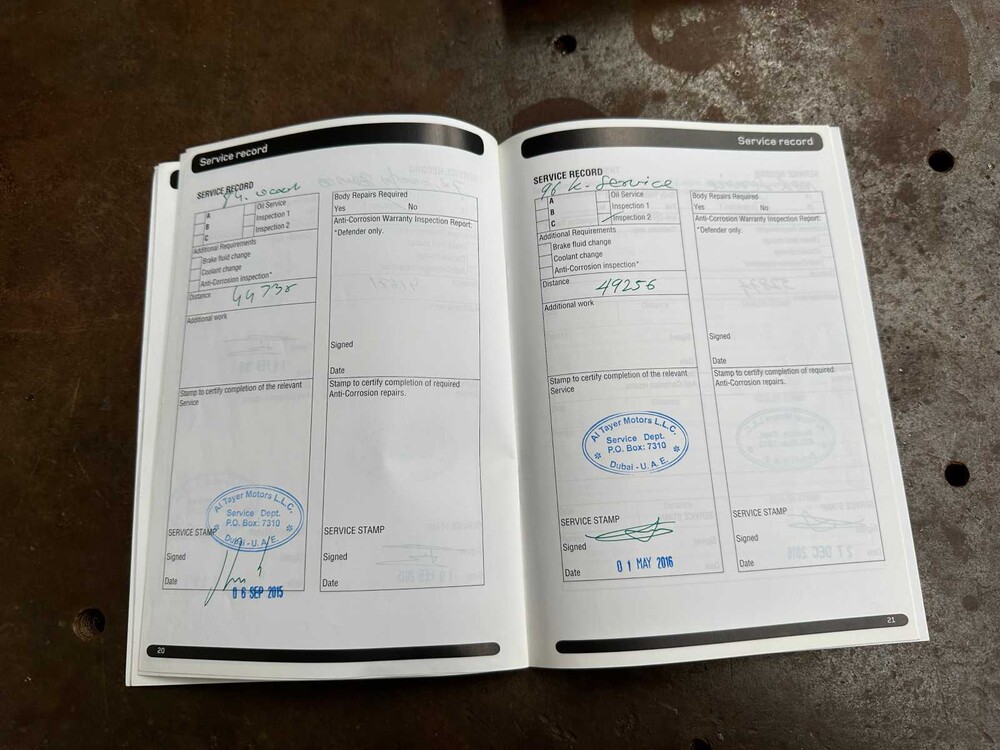 Service record
SERVICE RECORD
A
B
C
Oil Service
Inspection 1
Inspection 2
Additional Requirements
Brake fluid change
Coolant change
Anti-Corrosion inspection*
Distance
Additional work
Stamp to certify completion of the relevant
Service
Al Tayer Motors L.L.C.
Service Dept.
P.O. Box: 7310
Dubai - U.A.E.
SERVICE STAMP
Signed
Date
06 SEP 2015
Body Repairs Required
Yes No
Anti-Corrosion Warranty Inspection Report:
*Defender only.
Signed
Date
Stamp to certify completion of required
Anti-Corrosion repairs.
SERVICE STAMP
Signed
Date
20
Service record
SERVICE RECORD
96 k- Service
A
B
C
Oil Service
Inspection 1
Inspection 2
Additional Requirements
Brake fluid change
Coolant change
Anti-Corrosion inspection*
Distance 49256
Additional work
Stamp to certify completion of the relevant
Service
Al Tayer Motors L.L.C.
Service Dept.
P.O. Box: 7310
Dubai - U.A.E.
SERVICE STAMP
Signed
Date 01 MAY 2016
Body Repairs Required
Yes No
Anti-Corrosion Warranty Inspection Report:
*Defender only.
Signed
Date
Stamp to certify completion of required
Anti-Corrosion repairs.
SERVICE STAMP
Signed
Date
21